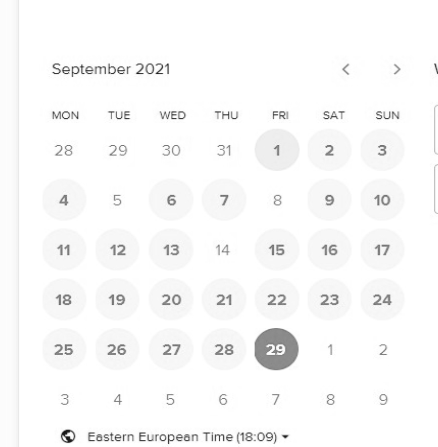 September 2021 < >
MON TUE WED THU FRI SAT SUN
28 29 30 31 1 2 3
4 5 6 7 8 9 10
11 12 13 14 15 16 17
18 19 20 21 22 23 24
25 26 27 28 29 1 2
3 4 5 6 7 8 9
Eastern European Time (18:09)